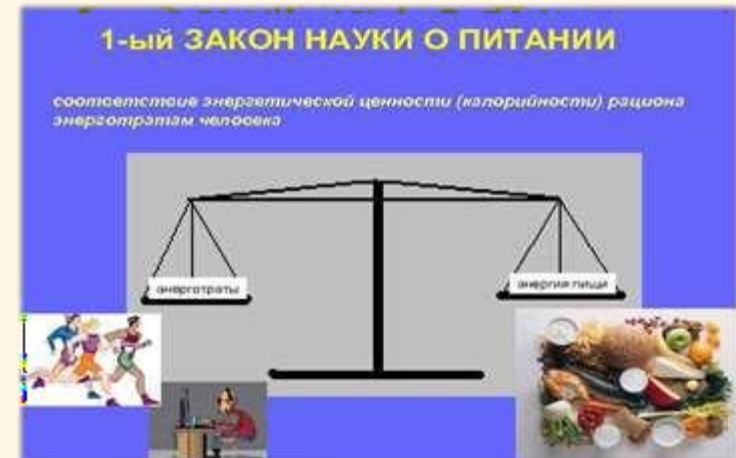 1-ый ЗАКОН НАУКИ О ПИТАНИИ
соответствие энергетической ценности (калорийности) рациона
энерготратам человека
энерготраты
энергия пищи